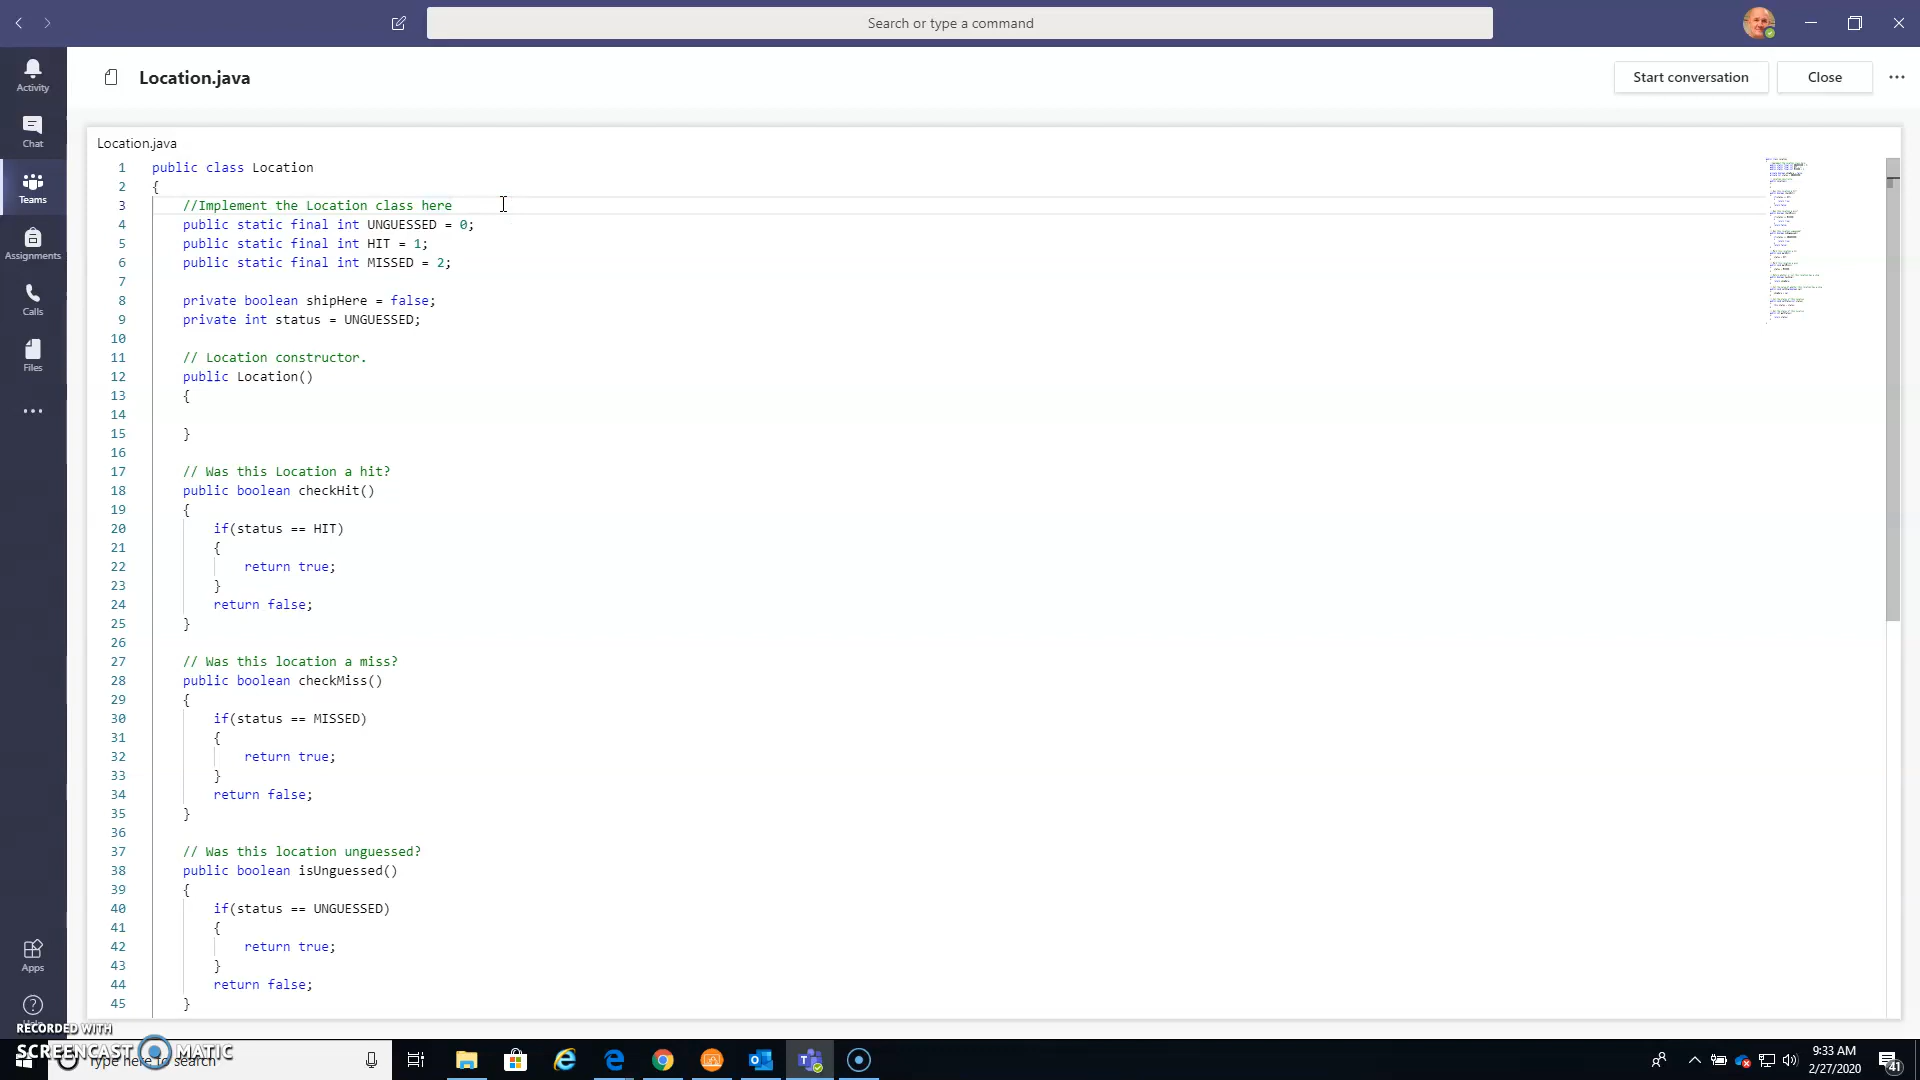 Search or type a command
Activity
Chat
Teams
Assignments
Calls
Files
Apps
Location.java
Start conversation
Close
Location.java
1 public class Location
2 {
3 //Implement the Location class here
4 public static final int UNGUESSED = 0;
5 public static final int HIT = 1;
6 public static final int MISSED = 2;
7
8 private boolean shipHere = false;
9 private int status = UNGUESSED;
10
11 // Location constructor.
12 public Location()
13 {
14
15 }
16
17 // Was this Location a hit?
18 public boolean checkHit()
19 {
20 if(status == HIT)
21 {
22 return true;
23 }
24 return false;
25 }
26
27 // Was this location a miss?
28 public boolean checkMiss()
29 {
30 if(status == MISSED)
31 {
32 return true;
33 }
34 return false;
35 }
36
37 // Was this location unguessed?
38 public boolean isUnguessed()
39 {
40 if(status == UNGUESSED)
41 {
42 return true;
43 }
44 return false;
45 }
RECORDED WITH
SCREENCAST MATIC
Type here to search
9:33 AM
2/27/2020
41